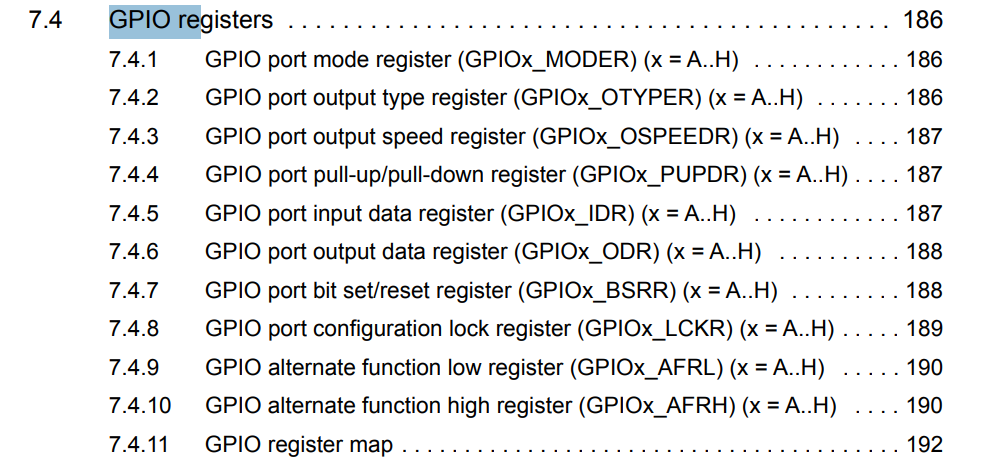 7.4 GPIO registers . . . . . . . . . . . . . . . . . . . . . . . . . . . . . . . . . . . . . . . . 186
7.4.1 GPIO port mode register (GPIOx_MODER) (x = A..H) . . . . . . . . . . . . 186
7.4.2 GPIO port output type register (GPIOx_OTYPER) (x = A..H) . . . . . . . 186
7.4.3 GPIO port output speed register (GPIOx_OSPEEDR) (x = A..H) . . . . 187
7.4.4 GPIO port pull-up/pull-down register (GPIOx_PUPDR) (x = A..H) . . . . 187
7.4.5 GPIO port input data register (GPIOx_IDR) (x = A..H) . . . . . . . . . . . . 187
7.4.6 GPIO port output data register (GPIOx_ODR) (x = A..H) . . . . . . . . . . 188
7.4.7 GPIO port bit set/reset register (GPIOx_BSRR) (x = A..H) . . . . . . . . . 188
7.4.8 GPIO port configuration lock register (GPIOx_LCKR) (x = A..H) . . . . . 189
7.4.9 GPIO alternate function low register (GPIOx_AFRL) (x = A..H) . . . . . 190
7.4.10 GPIO alternate function high register (GPIOx_AFRH) (x = A..H) . . . . 190
7.4.11 GPIO register map . . . . . . . . . . . . . . . . . . . . . . . . . . . . . . . . . . . . . . 192